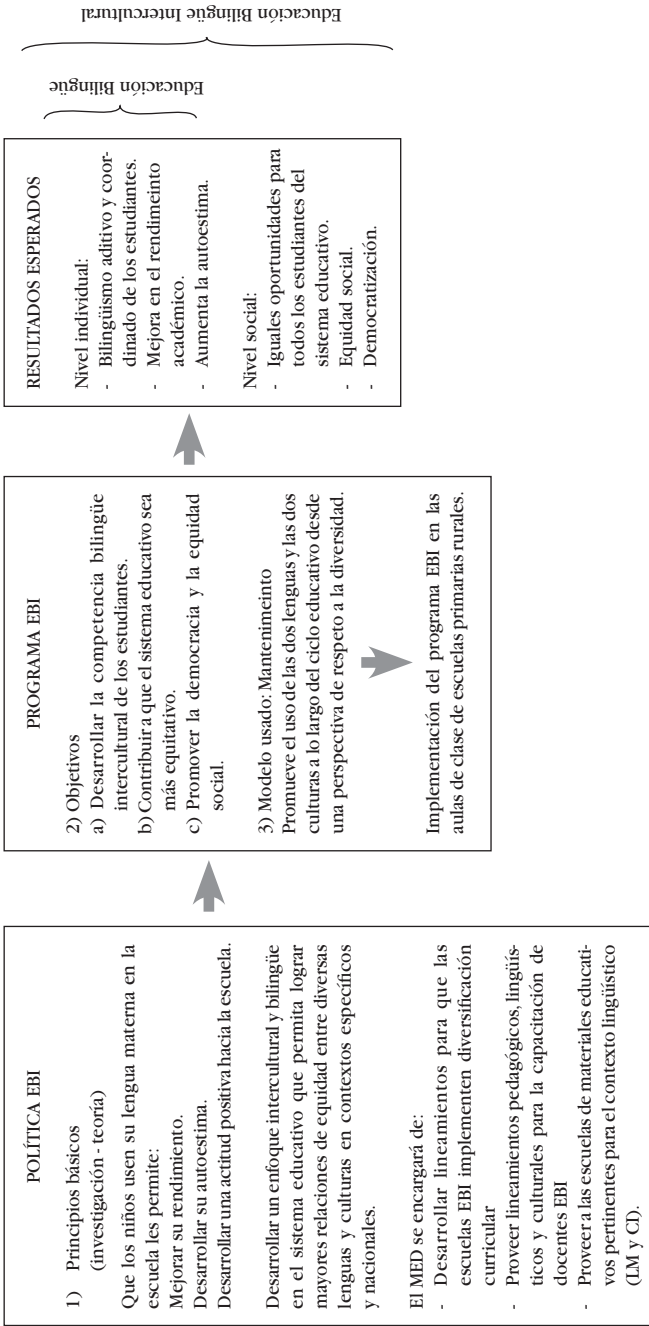 POLÍTICA EBI
1) Principios básicos
(investigación - teoría)
Que los niños usen su lengua materna en la
escuela les permite:
Mejorar su rendimiento.
Desarrollar su autoestima.
Desarrollar una actitud positiva hacia la escuela.
Desarrollar un enfoque intercultural y bilingüe
en el sistema educativo que permita lograr
mayores relaciones de equidad entre diversas
lenguas y culturas en contextos específicos
y nacionales.
El MED se encargará de:
- Desarrollar lineamientos para que las
escuelas EBI implementen diversificación
curricular
- Proveer lineamientos pedagógicos, lingüís-
ticos y culturales para la capacitación de
docentes EBI
- Proveer a las escuelas de materiales educati-
vos pertinentes para el contexto lingüístico
(LM y CD).
PROGRAMA EBI
2) Objetivos
a) Desarrollar la competencia bilingüe
intercultural de los estudiantes.
b) Contribuir a que el sistema educativo sea
más equitativo.
c) Promover la democracia y la equidad
social.
3) Modelo usado: Mantenimeinto
Promueve el uso de las dos lenguas y las dos
culturas a lo largo del ciclo educativo desde
una perspectiva de respeto a la diversidad.
Implementación del programa EBI en las
aulas de clase de escuelas primarias rurales.
RESULTADOS ESPERADOS
Nivel individual:
- Bilingüismo aditivo y coor-
dinado de los estudiantes.
- Mejora en el rendimeinto
académico.
- Aumenta la autoestima.
Nivel social:
- Iguales oportunidades para
todos los estudiantes del
sistema educativo.
- Equidad social.
- Democratización.
Educación Bilingüe
Educación Bilingüe Intercultural